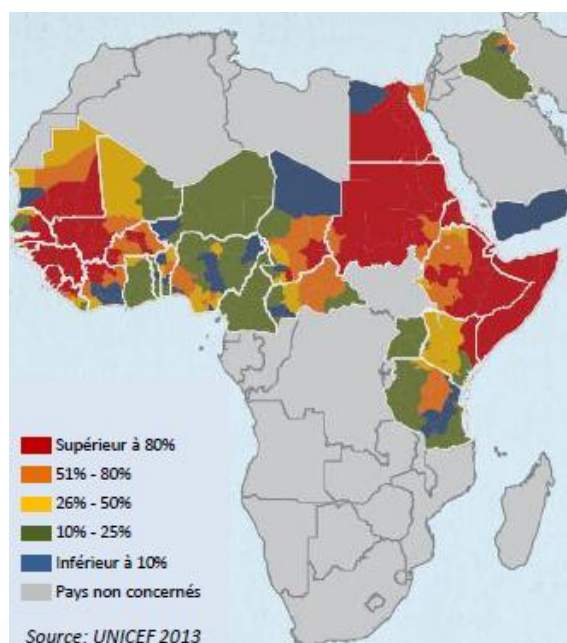 Supérieur à 80%
51% - 80%
26% - 50%
10% - 25%
Inférieur à 10%
Pays non concernés
Source: UNICEF 2013